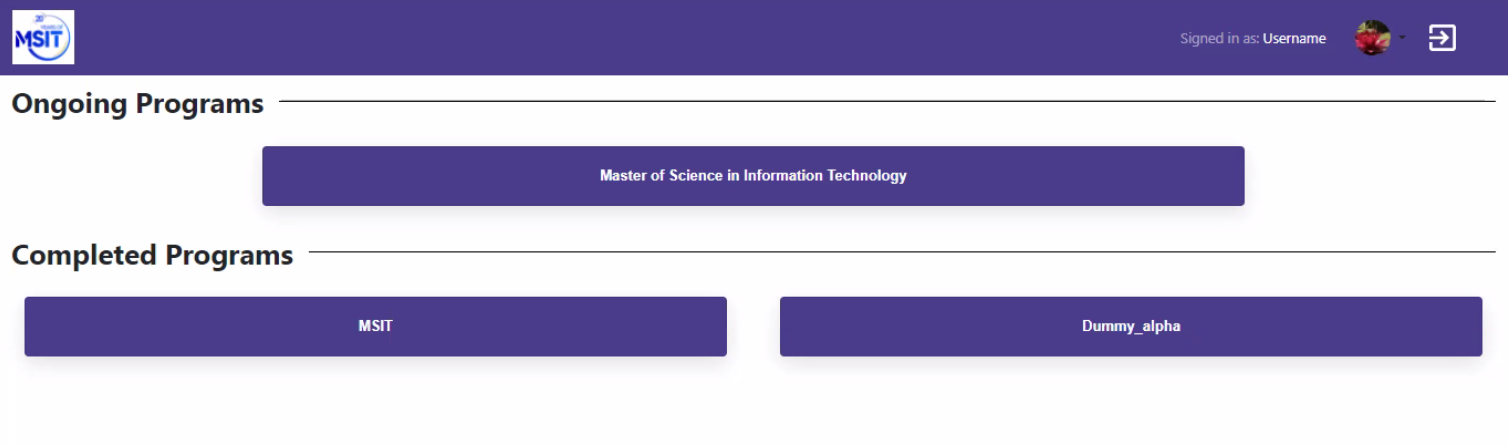 20
YEARS OF
MSIT
Signed in as: Username
Ongoing Programs
Master of Science in Information Technology
Completed Programs
MSIT
Dummy_alpha